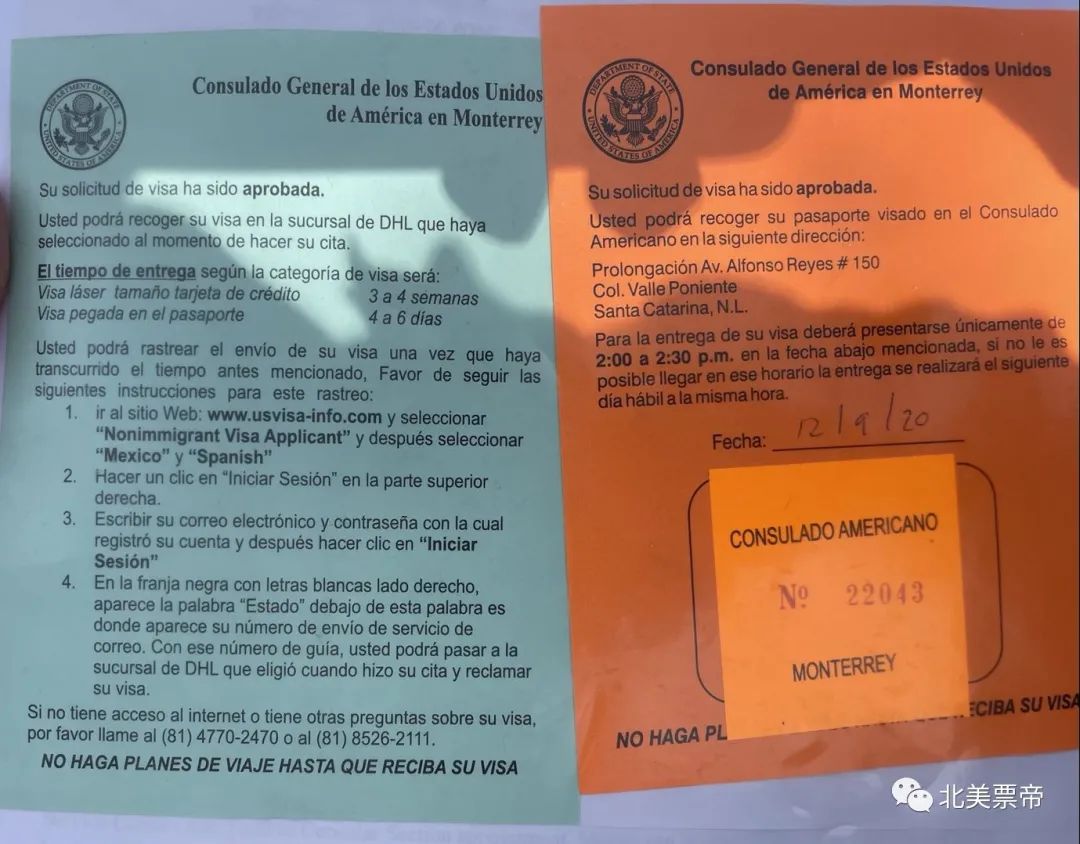 DEPARTMENT OF STATE
UNITED STATES OF AMERICA
Consulado General de los Estados Unidos
de América en Monterrey
Su solicitud de visa ha sido aprobada.
Usted podrá recoger su visa en la sucursal de DHL que haya
seleccionado al momento de hacer su cita.
El tiempo de entrega según la categoría de visa será:
Visa láser tamaño tarjeta de crédito 3 a 4 semanas
Visa pegada en el pasaporte 4 a 6 días
Usted podrá rastrear el envío de su visa una vez que haya
transcurrido el tiempo antes mencionado, Favor de seguir las
siguientes instrucciones para este rastreo:
1. ir al sitio Web: www.usvisa-info.com y seleccionar
“Nonimmigrant Visa Applicant” y después seleccionar
“Mexico” y “Spanish”
2. Hacer un clic en “Iniciar Sesión” en la parte superior
derecha.
3. Escribir su correo electrónico y contraseña con la cual
registró su cuenta y después hacer clic en “Iniciar
Sesión”
4. En la franja negra con letras blancas lado derecho,
aparece la palabra “Estado” debajo de esta palabra es
donde aparece su número de envío de servicio de
correo. Con ese número de guía, usted podrá pasar a la
sucursal de DHL que eligió cuando hizo su cita y reclamar
su visa.
Si no tiene acceso al internet o tiene otras preguntas sobre su visa,
por favor llame al (81) 4770-2470 o al (81) 8526-2111.
NO HAGA PLANES DE VIAJE HASTA QUE RECIBA SU VISA
DEPARTMENT OF STATE
UNITED STATES OF AMERICA
Consulado General de los Estados Unidos
de América en Monterrey
Su solicitud de visa ha sido aprobada.
Usted podrá recoger su pasaporte visado en el Consulado
Americano en la siguiente dirección:
Prolongación Av. Alfonso Reyes # 150
Col. Valle Poniente
Santa Catarina, N.L.
Para la entrega de su visa deberá presentarse únicamente de
2:00 a 2:30 p.m. en la fecha abajo mencionada, si no le es
posible llegar en ese horario la entrega se realizará el siguiente
día hábil a la misma hora.
Fecha: 12/9/20
CONSULADO AMERICANO
Nº 22043
MONTERREY
NO HAGA PL ECIBA SU VISA
北美票帝